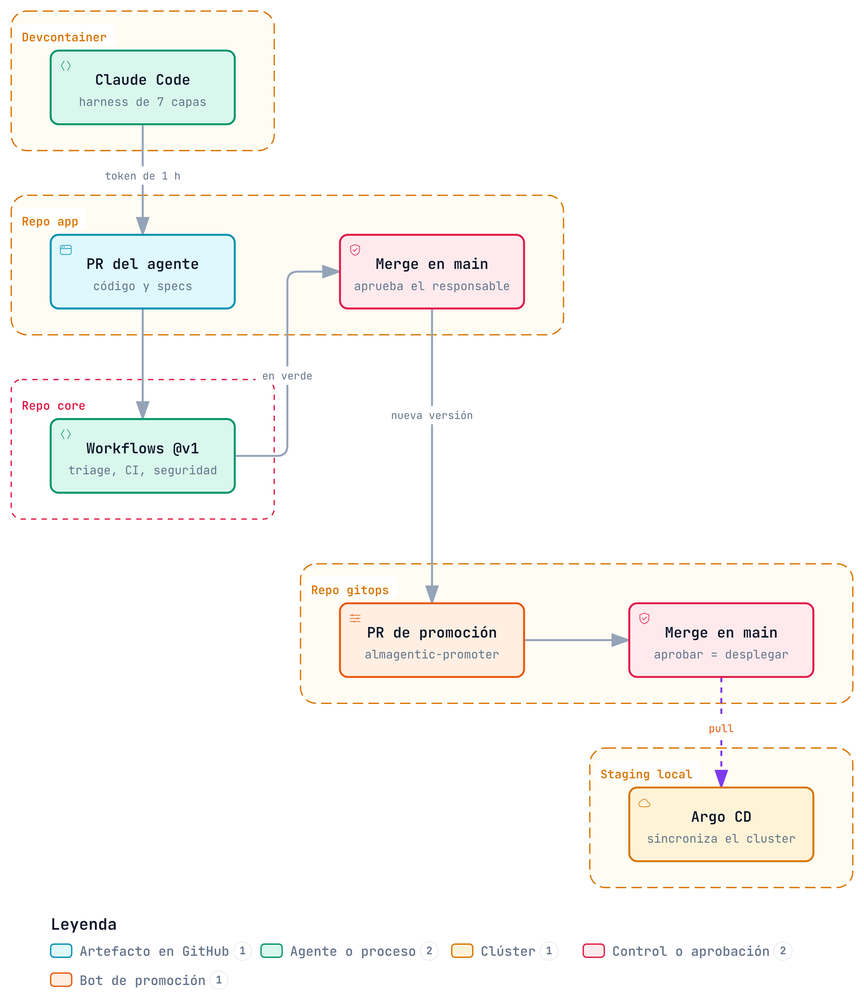 Devcontainer
Claude Code
harness de 7 capas
token de 1 h
Repo app
PR del agente
código y specs
Merge en main
aprueba el responsable
en verde
Repo core
Workflows @v1
triage, CI, seguridad
nueva versión
Repo gitops
PR de promoción
almagentic-promoter
Merge en main
aprobar = desplegar
pull
Staging local
Argo CD
sincroniza el cluster
Leyenda
Artefacto en GitHub 1 Agente o proceso 2 Clúster 1 Control o aprobación 2
Bot de promoción 1